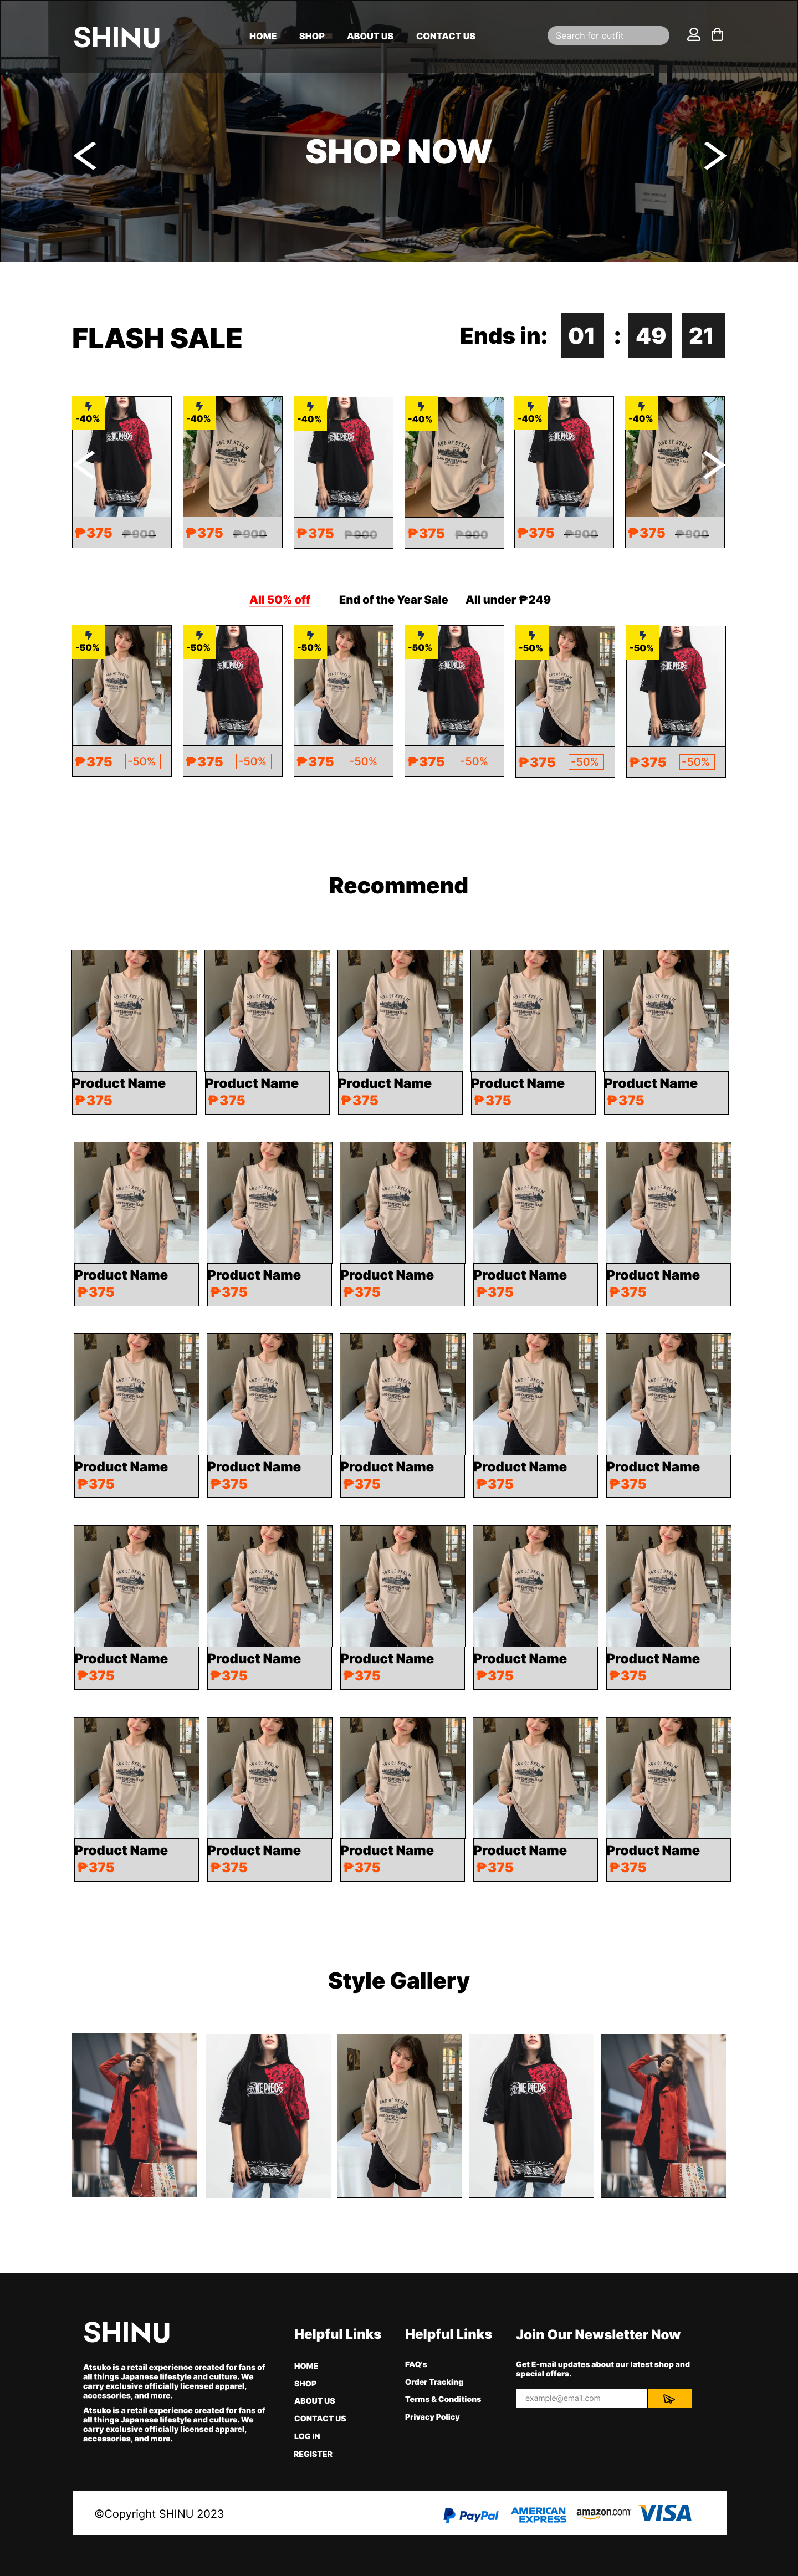 SHINU
HOME SHOP ABOUT US CONTACT US
Search for outfit
SHOP NOW
FLASH SALE
Ends in: 01 : 49 21
-40% -40% -40% -40% -40% -40%
₱375 ₱900 ₱375 ₱900 ₱375 ₱900 ₱375 ₱900 ₱375 ₱900 ₱375 ₱900
All 50% off End of the Year Sale All under ₱249
-50% -50% -50% -50% -50% -50%
₱375 -50% ₱375 -50% ₱375 -50% ₱375 -50% ₱375 -50% ₱375 -50%
Recommend
Product Name Product Name Product Name Product Name Product Name
₱375 ₱375 ₱375 ₱375 ₱375
Product Name Product Name Product Name Product Name Product Name
₱375 ₱375 ₱375 ₱375 ₱375
Product Name Product Name Product Name Product Name Product Name
₱375 ₱375 ₱375 ₱375 ₱375
Product Name Product Name Product Name Product Name Product Name
₱375 ₱375 ₱375 ₱375 ₱375
Product Name Product Name Product Name Product Name Product Name
₱375 ₱375 ₱375 ₱375 ₱375
Style Gallery
SHINU
Atsuko is a retail experience created for fans of
all things Japanese lifestyle and culture. We
carry exclusive officially licensed apparel,
accessories, and more.
Atsuko is a retail experience created for fans of
all things Japanese lifestyle and culture. We
carry exclusive officially licensed apparel,
accessories, and more.
Helpful Links
HOME
SHOP
ABOUT US
CONTACT US
LOG IN
REGISTER
Helpful Links
FAQ's
Order Tracking
Terms & Conditions
Privacy Policy
Join Our Newsletter Now
Get E-mail updates about our latest shop and
special offers.
example@email.com
©Copyright SHINU 2023
PayPal
AMERICAN
EXPRESS
amazon.com
VISA